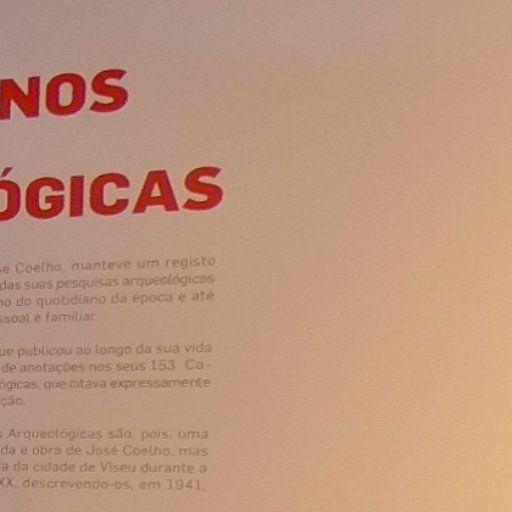 NOS
ÓGICAS
sé Coelho, manteve um registo
das suas pesquisas arqueológicas
no do quotidiano da época e até
ssoal e familiar.
ue publicou ao longo da sua vida
de anotações nos seus 153 Ca-
ógicas, que citava expressamente
ção.
s Arqueológicas são, pois, uma
da e obra de José Coelho, mas
a da cidade de Viseu durante a
XX, descrevendo-os, em 1941,